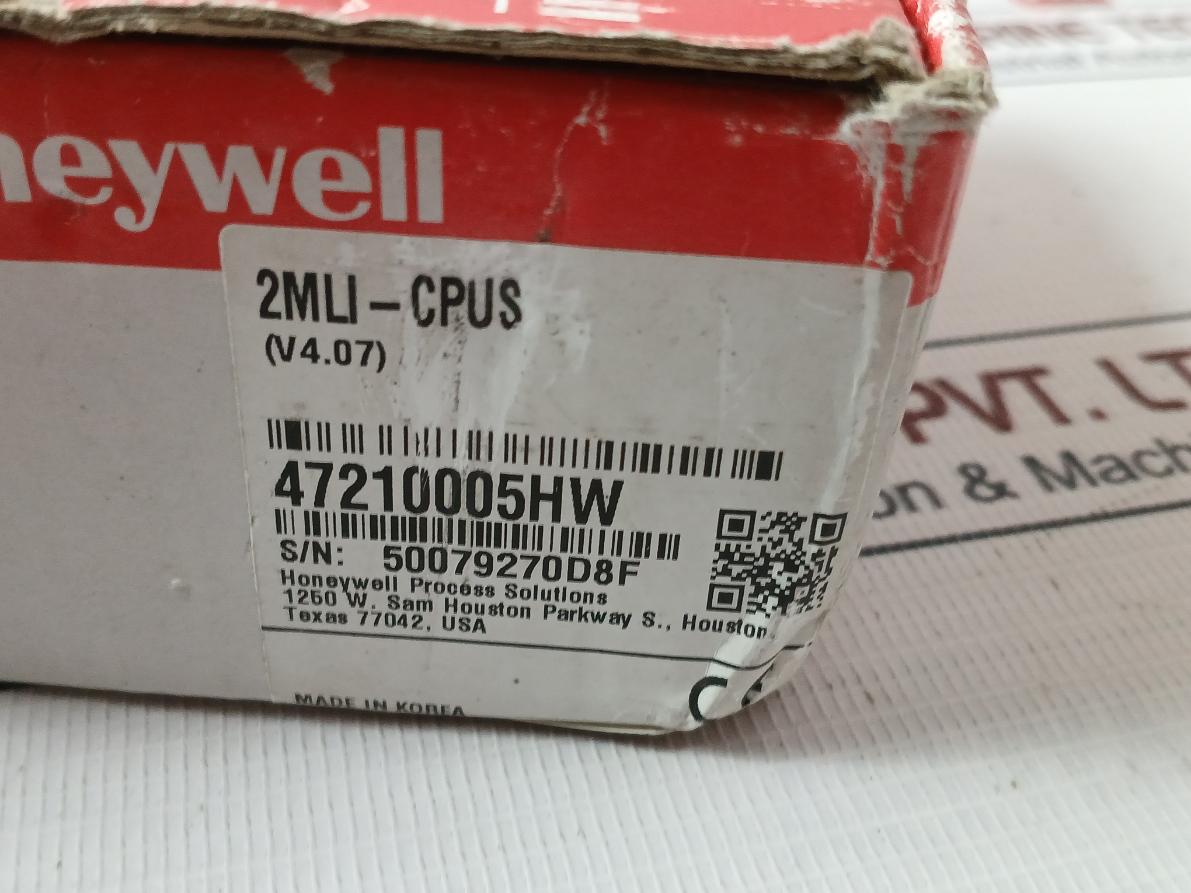 neywell
2MLI-CPUS
(V4.07)
47210005HW
S/N: 50079270D8F
Honeywell Process Solutions
1250 W. Sam Houston Parkway S., Houston,
Texas 77042, USA
MADE IN KOREA
PVT. LT
on & Mach